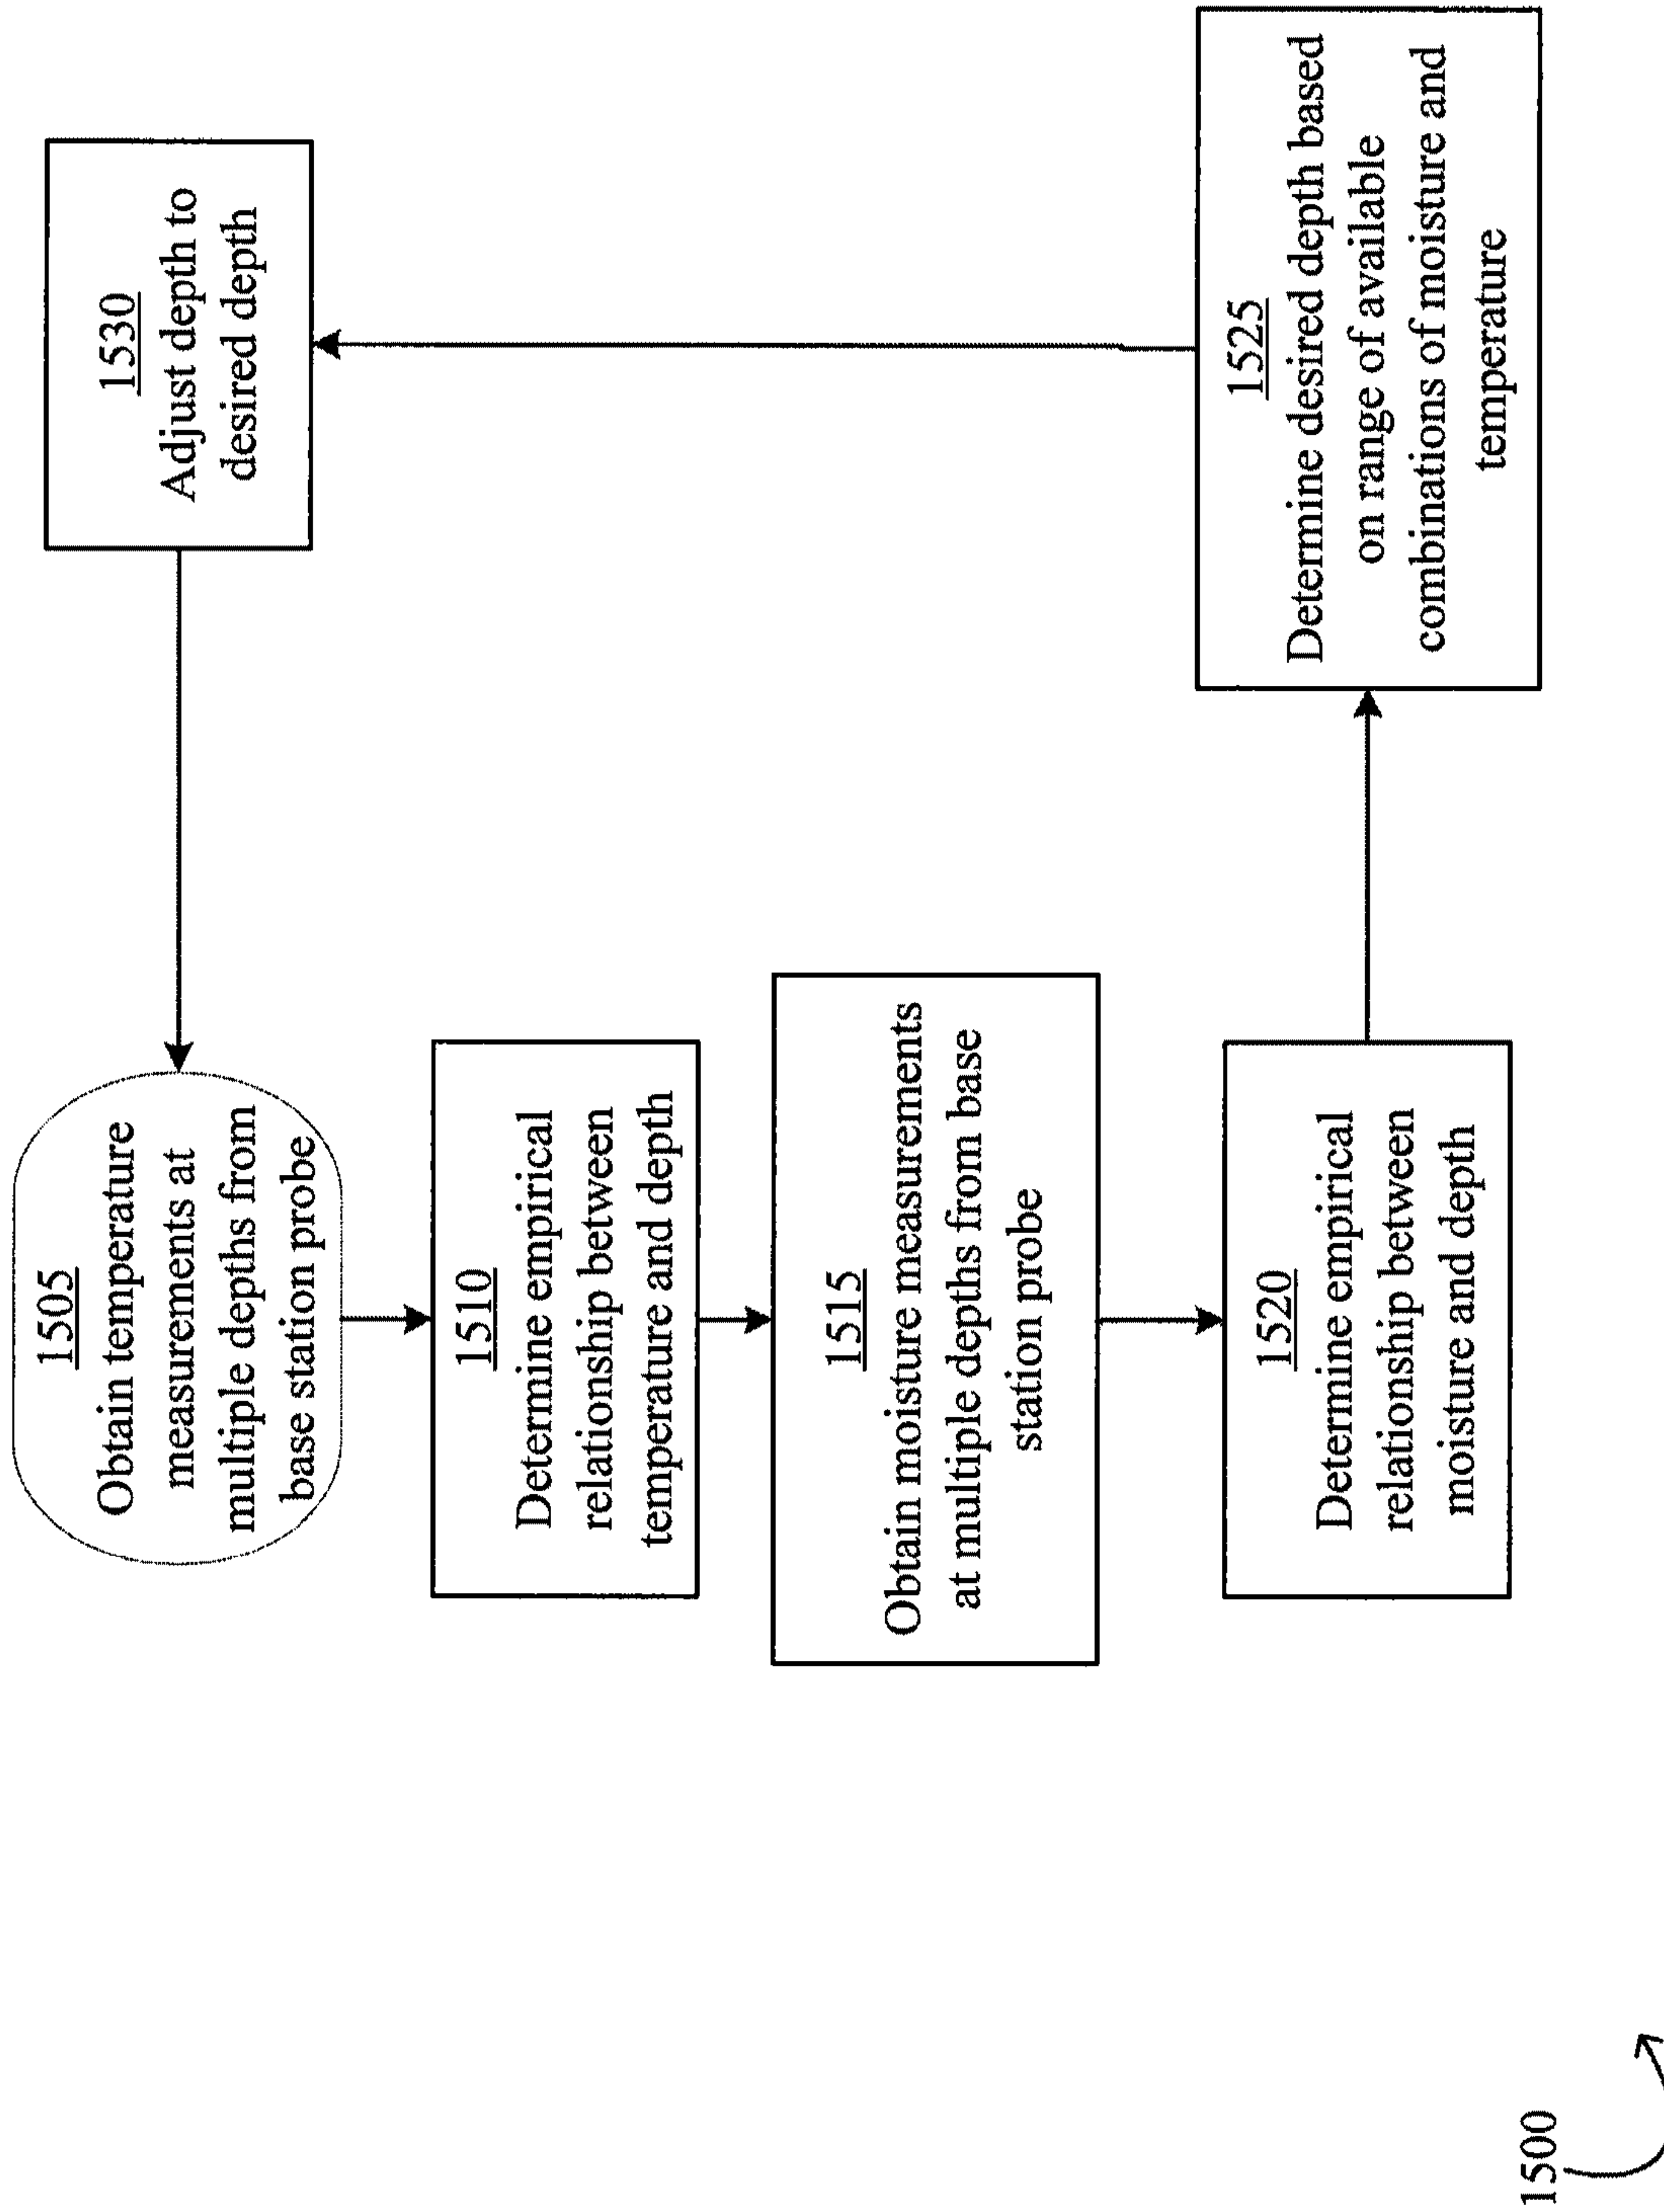 1505
Obtain temperature
measurements at
multiple depths from
base station probe
1510
Determine empirical
relationship between
temperature and depth
1515
Obtain moisture measurements
at multiple depths from base
station probe
1520
Determine empirical
relationship between
moisture and depth
1525
Determine desired depth based
on range of available
combinations of moisture and
temperature
1530
Adjust depth to
desired depth
1500